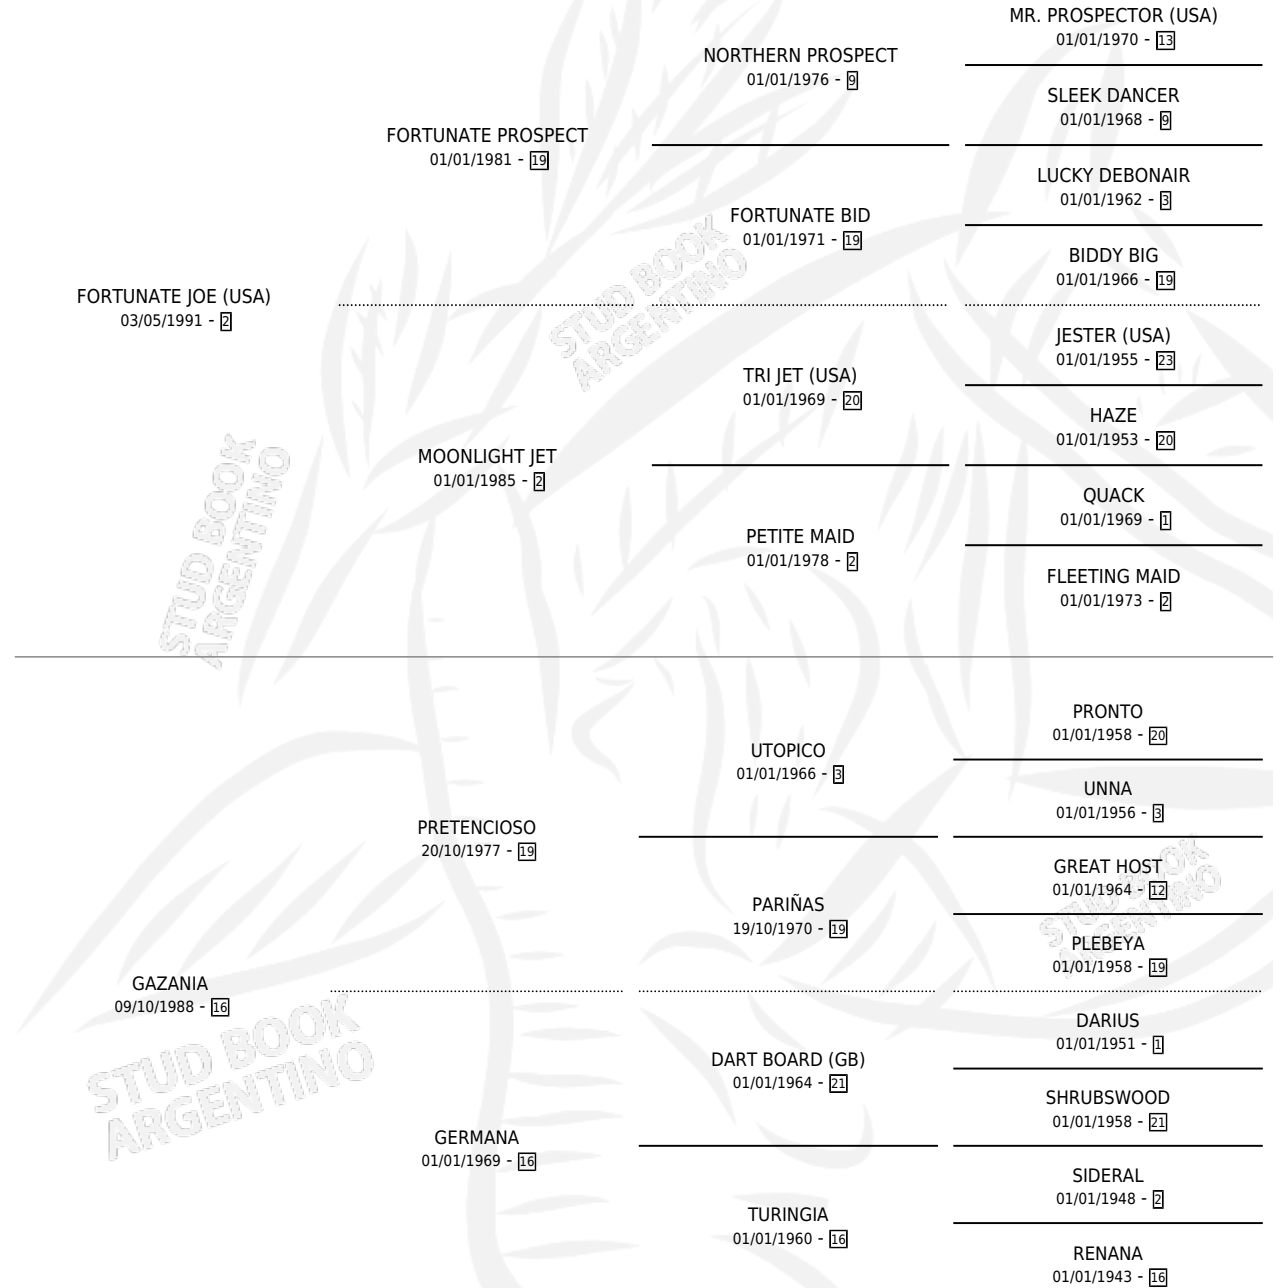 MR. PROSPECTOR (USA)
01/01/1970 - 13
NORTHERN PROSPECT
01/01/1976 - 9
SLEEK DANCER
01/01/1968 - 9
FORTUNATE PROSPECT
01/01/1981 - 19
LUCKY DEBONAIR
01/01/1962 - 3
FORTUNATE BID
01/01/1971 - 19
BIDDY BIG
01/01/1966 - 19
FORTUNATE JOE (USA)
03/05/1991 - 2
STUD BOOK
ARGENTINO
JESTER (USA)
01/01/1955 - 23
TRI JET (USA)
01/01/1969 - 20
HAZE
01/01/1953 - 20
MOONLIGHT JET
01/01/1985 - 2
QUACK
01/01/1969 - 1
PETITE MAID
01/01/1978 - 2
FLEETING MAID
01/01/1973 - 2
STUD BOOK
ARGENTINO
PRONTO
01/01/1958 - 20
UTOPICO
01/01/1966 - 3
UNNA
01/01/1956 - 3
PRETENCIOSO
20/10/1977 - 19
GREAT HOST
01/01/1964 - 12
PARIÑAS
19/10/1970 - 19
PLEBEYA
01/01/1958 - 19
STUD BOOK
ARGENTINO
GAZANIA
09/10/1988 - 16
DARIUS
01/01/1951 - 1
DART BOARD (GB)
01/01/1964 - 21
SHRUBSWOOD
01/01/1958 - 21
STUD BOOK
ARGENTINO
GERMANA
01/01/1969 - 16
SIDERAL
01/01/1948 - 2
TURINGIA
01/01/1960 - 16
RENANA
01/01/1943 - 16